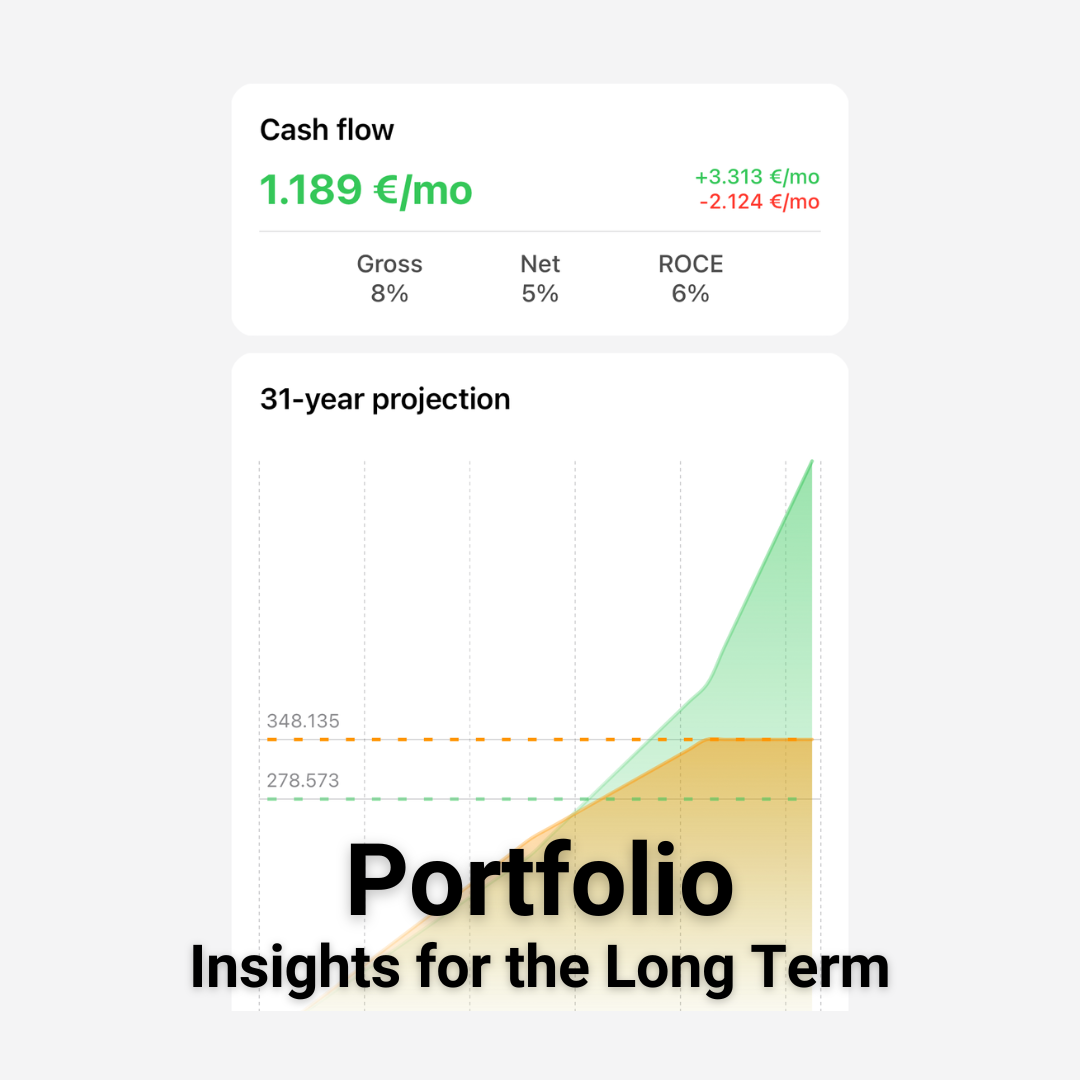 Cash flow
1.189 €/mo
+3.313 €/mo
-2.124 €/mo
Gross Net ROCE
8% 5% 6%
31-year projection
348.135
278.573
Portfolio
Insights for the Long Term